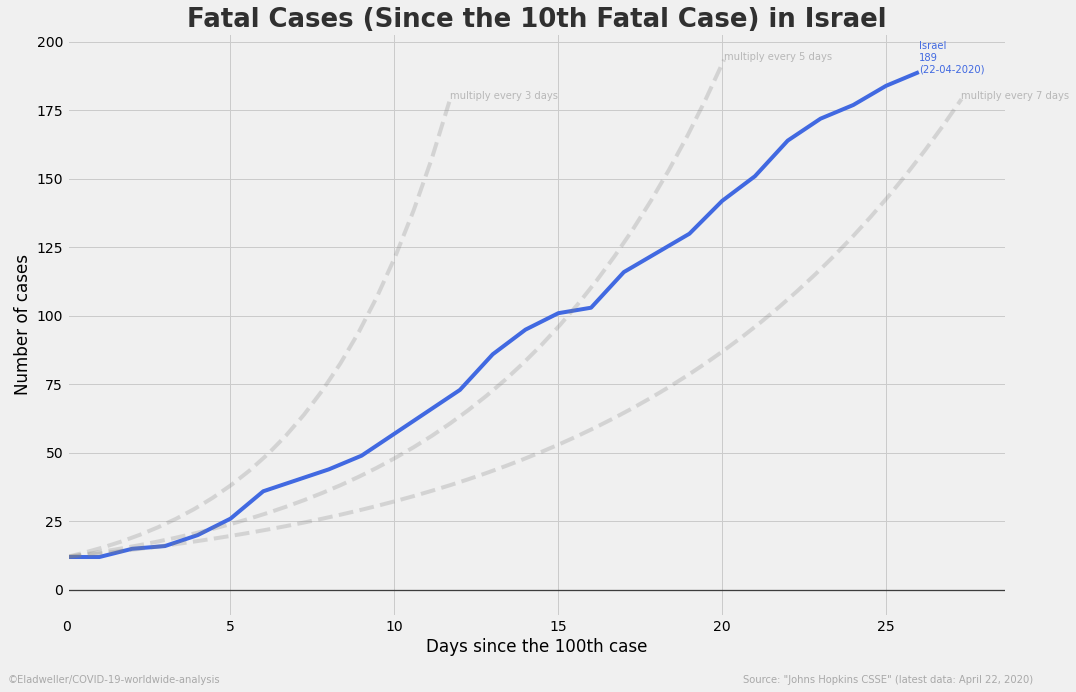 Fatal Cases (Since the 10th Fatal Case) in Israel
200
175
150
125
100
75
50
25
0
Number of cases
multiply every 3 days
multiply every 5 days
Israel
189
(22-04-2020)
multiply every 7 days
0
5
10
15
20
25
Days since the 100th case
©Eladweller/COVID-19-worldwide-analysis
Source: "Johns Hopkins CSSE" (latest data: April 22, 2020)